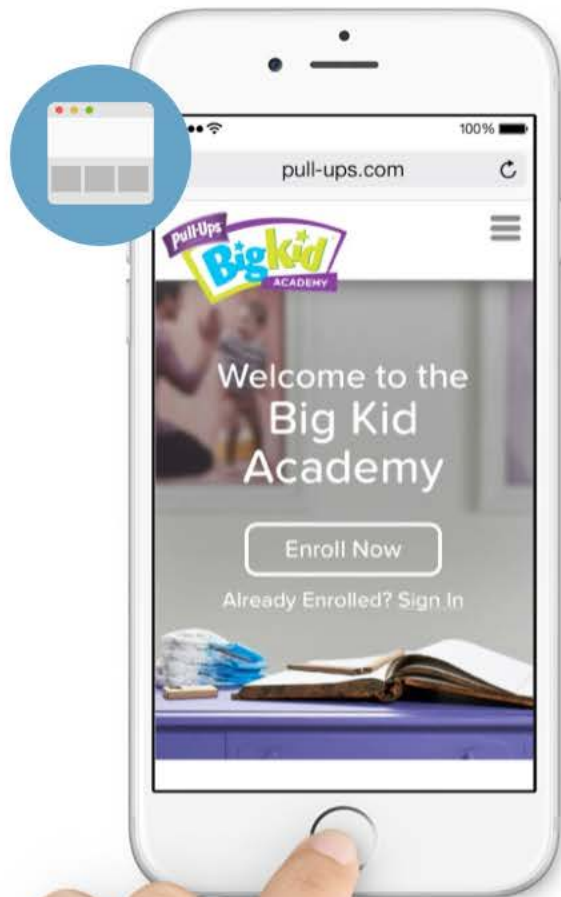 100%
pull-ups.com
Pull-Ups
Big Kid
ACADEMY
Welcome to the
Big Kid
Academy
Enroll Now
Already Enrolled? Sign In